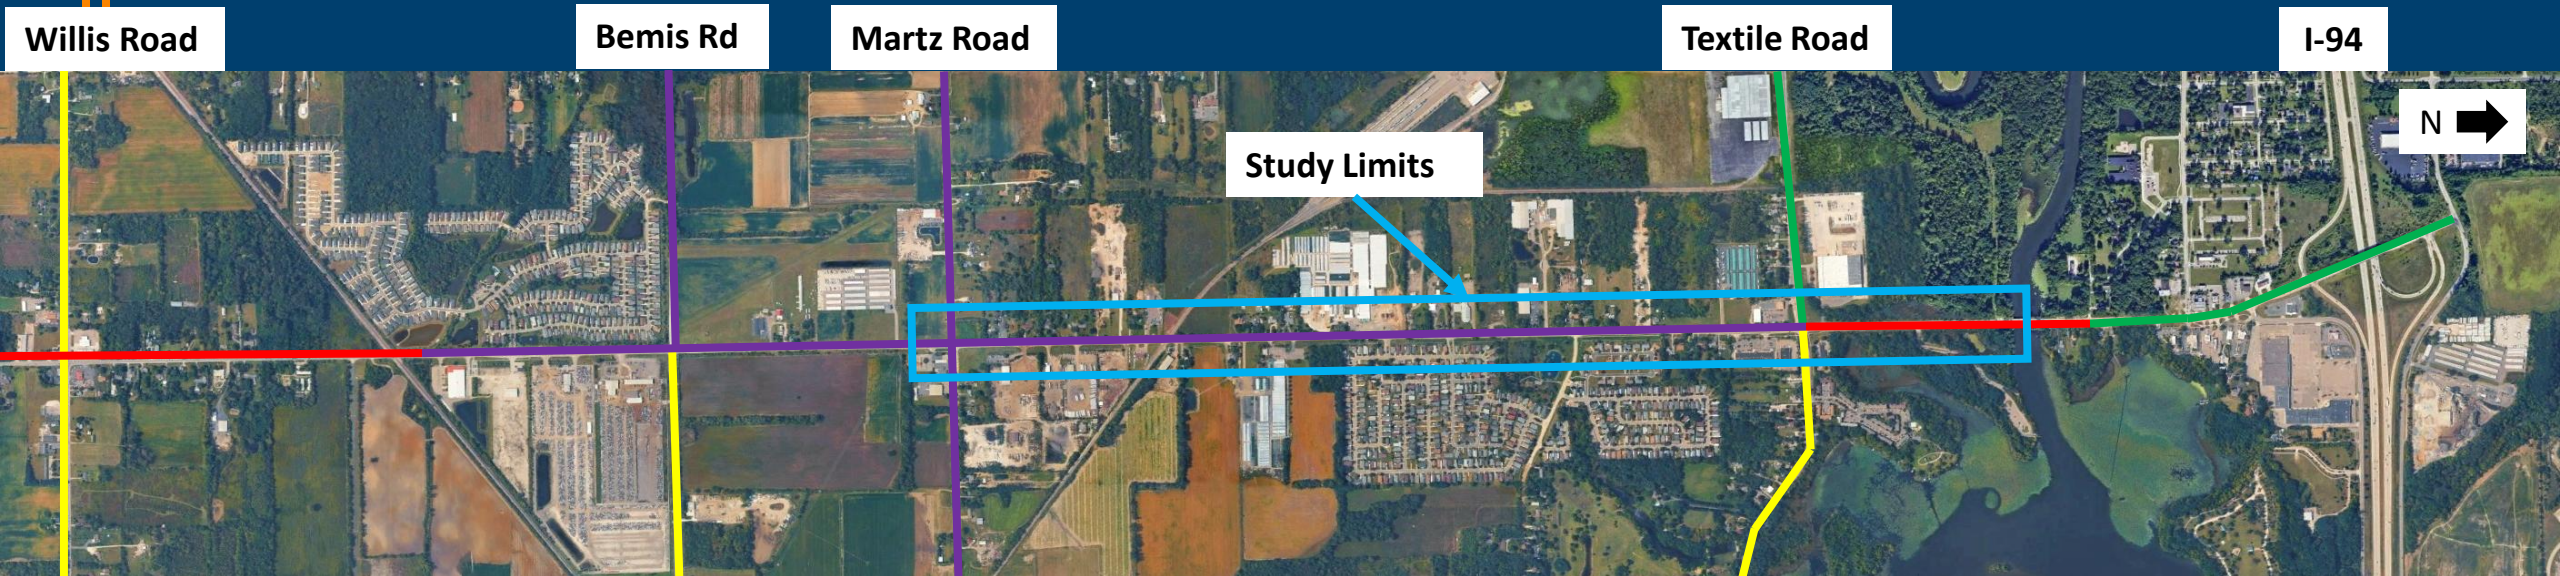 Willis Road
Bemis Rd
Martz Road
Textile Road
I-94
N
Study Limits